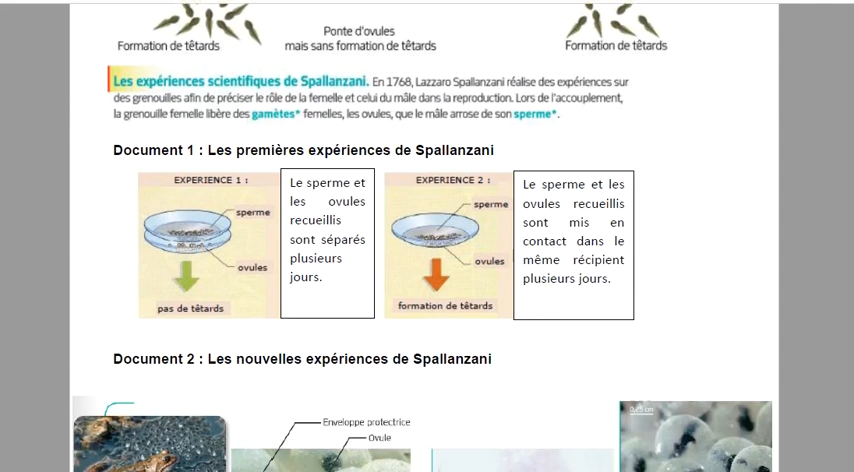 Formation de têtards
Ponte d'ovules
mais sans formation de têtards
Formation de têtards
Les expériences scientifiques de Spallanzani. En 1768, Lazzaro Spallanzani réalise des expériences sur
des grenouilles afin de préciser le rôle de la femelle et celui du mâle dans la reproduction. Lors de l'accouplement,
la grenouille femelle libère des gamètes* femelles, les ovules, que le mâle arrose de son sperme*.
Document 1 : Les premières expériences de Spallanzani
EXPERIENCE 1 :
sperme
ovules
pas de têtards
Le sperme et
les ovules
recueillis
sont séparés
plusieurs
jours.
EXPERIENCE 2 :
sperme
ovules
formation de têtards
Le sperme et les
ovules recueillis
sont mis en
contact dans le
même récipient
plusieurs jours.
Document 2 : Les nouvelles expériences de Spallanzani
Enveloppe protectrice
Ovule